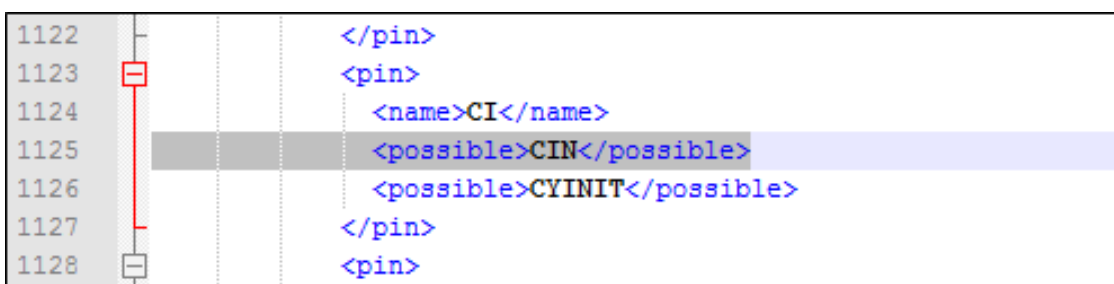 1122 </pin>
1123 <pin>
1124 <name>CI</name>
1125 <possible>CIN</possible>
1126 <possible>CYINIT</possible>
1127 </pin>
1128 <pin>